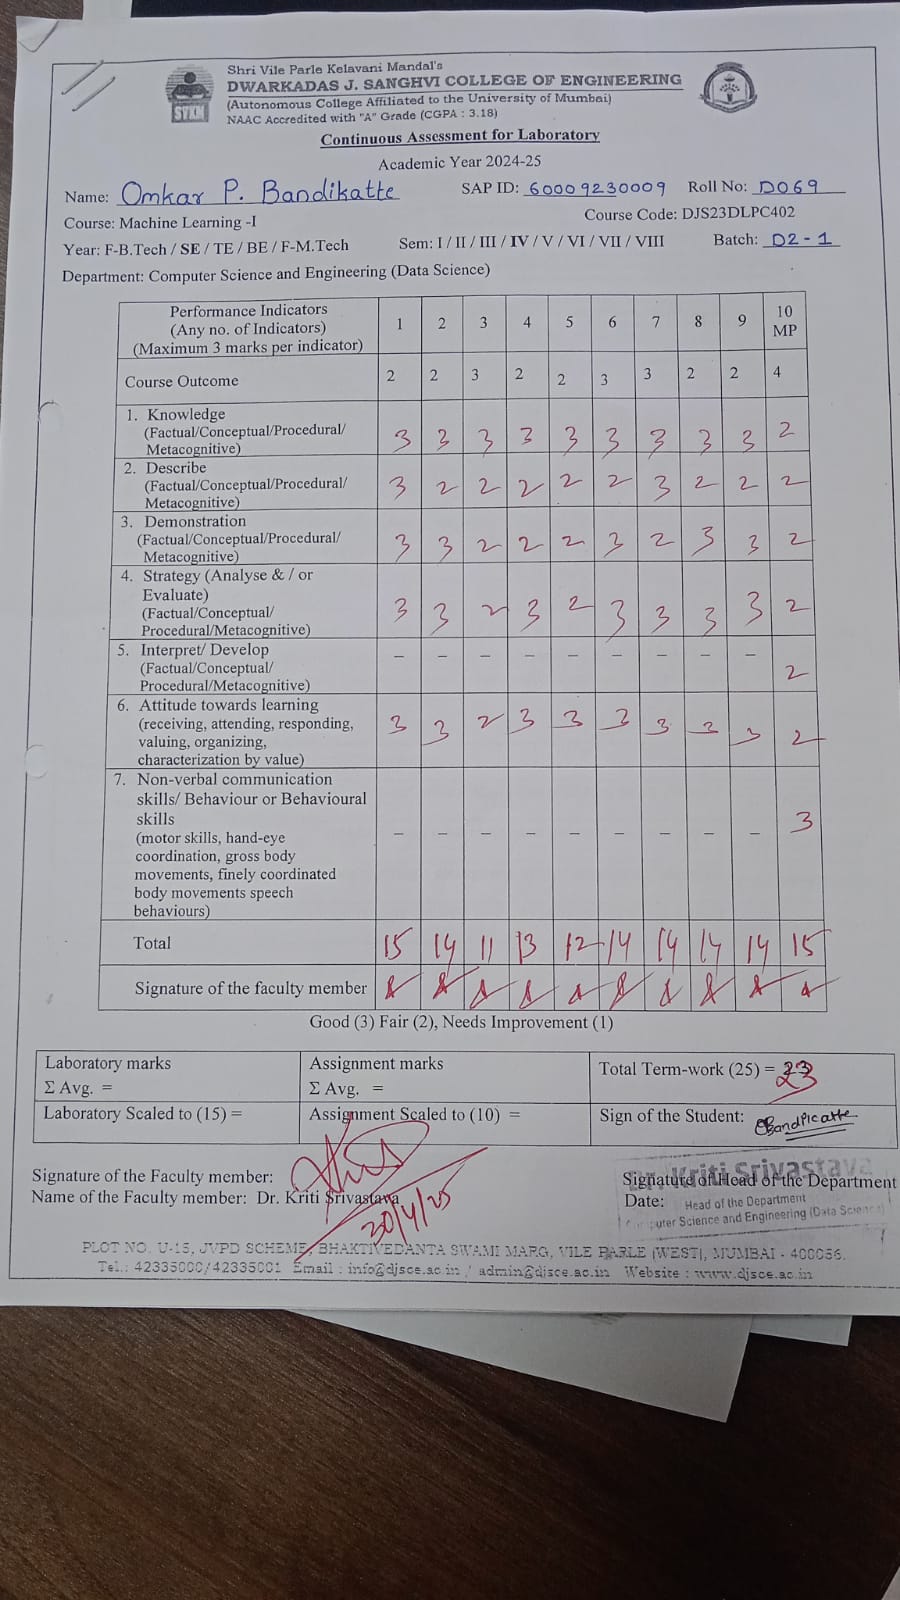 Shri Vile Parle Kelavani Mandal's
DWARKADAS J. SANGHVI COLLEGE OF ENGINEERING
(Autonomous College Affiliated to the University of Mumbai)
NAAC Accredited with "A" Grade (CGPA : 3.18)
SVKM
Continuous Assessment for Laboratory
Academic Year 2024-25
Name: Omkar P. Bandikatte SAP ID: 60009230009 Roll No: D069
Course: Machine Learning -I Course Code: DJS23DLPC402
Year: F-B.Tech / SE / TE / BE / F-M.Tech Sem: I / II / III / IV / V / VI / VII / VIII Batch: D2-1
Department: Computer Science and Engineering (Data Science)
Performance Indicators
(Any no. of Indicators)
(Maximum 3 marks per indicator) 1 2 3 4 5 6 7 8 9 10 MP
Course Outcome 2 2 3 2 2 3 3 2 2 4
1. Knowledge
(Factual/Conceptual/Procedural/
Metacognitive) 3 3 3 3 3 3 3 3 3 2
2. Describe
(Factual/Conceptual/Procedural/
Metacognitive) 3 2 2 2 2 2 3 2 2 2
3. Demonstration
(Factual/Conceptual/Procedural/
Metacognitive) 3 3 2 2 2 3 2 3 3 2
4. Strategy (Analyse & / or
Evaluate)
(Factual/Conceptual/
Procedural/Metacognitive) 3 3 2 3 2 3 3 3 3 2
5. Interpret/ Develop
(Factual/Conceptual/
Procedural/Metacognitive) – – – – – – – – – 2
6. Attitude towards learning
(receiving, attending, responding,
valuing, organizing,
characterization by value) 3 3 2 3 3 3 3 3 3 2
7. Non-verbal communication
skills/ Behaviour or Behavioural
skills
(motor skills, hand-eye
coordination, gross body
movements, finely coordinated
body movements speech
behaviours) – – – – – – – – – 3
Total 15 14 11 13 12 14 14 14 14 15
Signature of the faculty member
Good (3) Fair (2), Needs Improvement (1)
Laboratory marks Assignment marks Total Term-work (25) = 23
Σ Avg. = Σ Avg. =
Laboratory Scaled to (15) = Assignment Scaled to (10) = Sign of the Student: OBandikatte
Signature of the Faculty member: Signature of Head of the Department
Name of the Faculty member: Dr. Kriti Srivastava Date:
30/4/25
Dr. Kriti Srivastava
Head of the Department
Computer Science and Engineering (Data Science)
PLOT NO. U-15, JVPD SCHEME, BHAKTIVEDANTA SWAMI MARG, VILE PARLE (WEST), MUMBAI - 400056.
Tel.: 42335000/42335001 Email : info@djsce.ac.in / admin@djsce.ac.in Website : www.djsce.ac.in